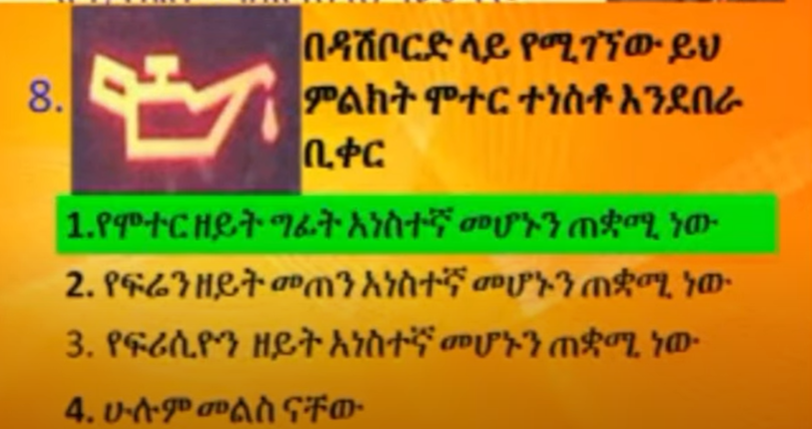 በዳሽቦርድ ላይ የሚገኘው ይህ
8. ምልክት ሞተር ተነስቶ እንደበራ
ቢቀር
1.የሞተር ዘይት ግፊት አነስተኛ መሆኑን ጠቋሚ ነው
2. የፍሬን ዘይት መጠን አነስተኛ መሆኑን ጠቋሚ ነው
3. የፍሪሲዮን ዘይት አነስተኛ መሆኑን ጠቋሚ ነው
4. ሁሉም መልስ ናቸው